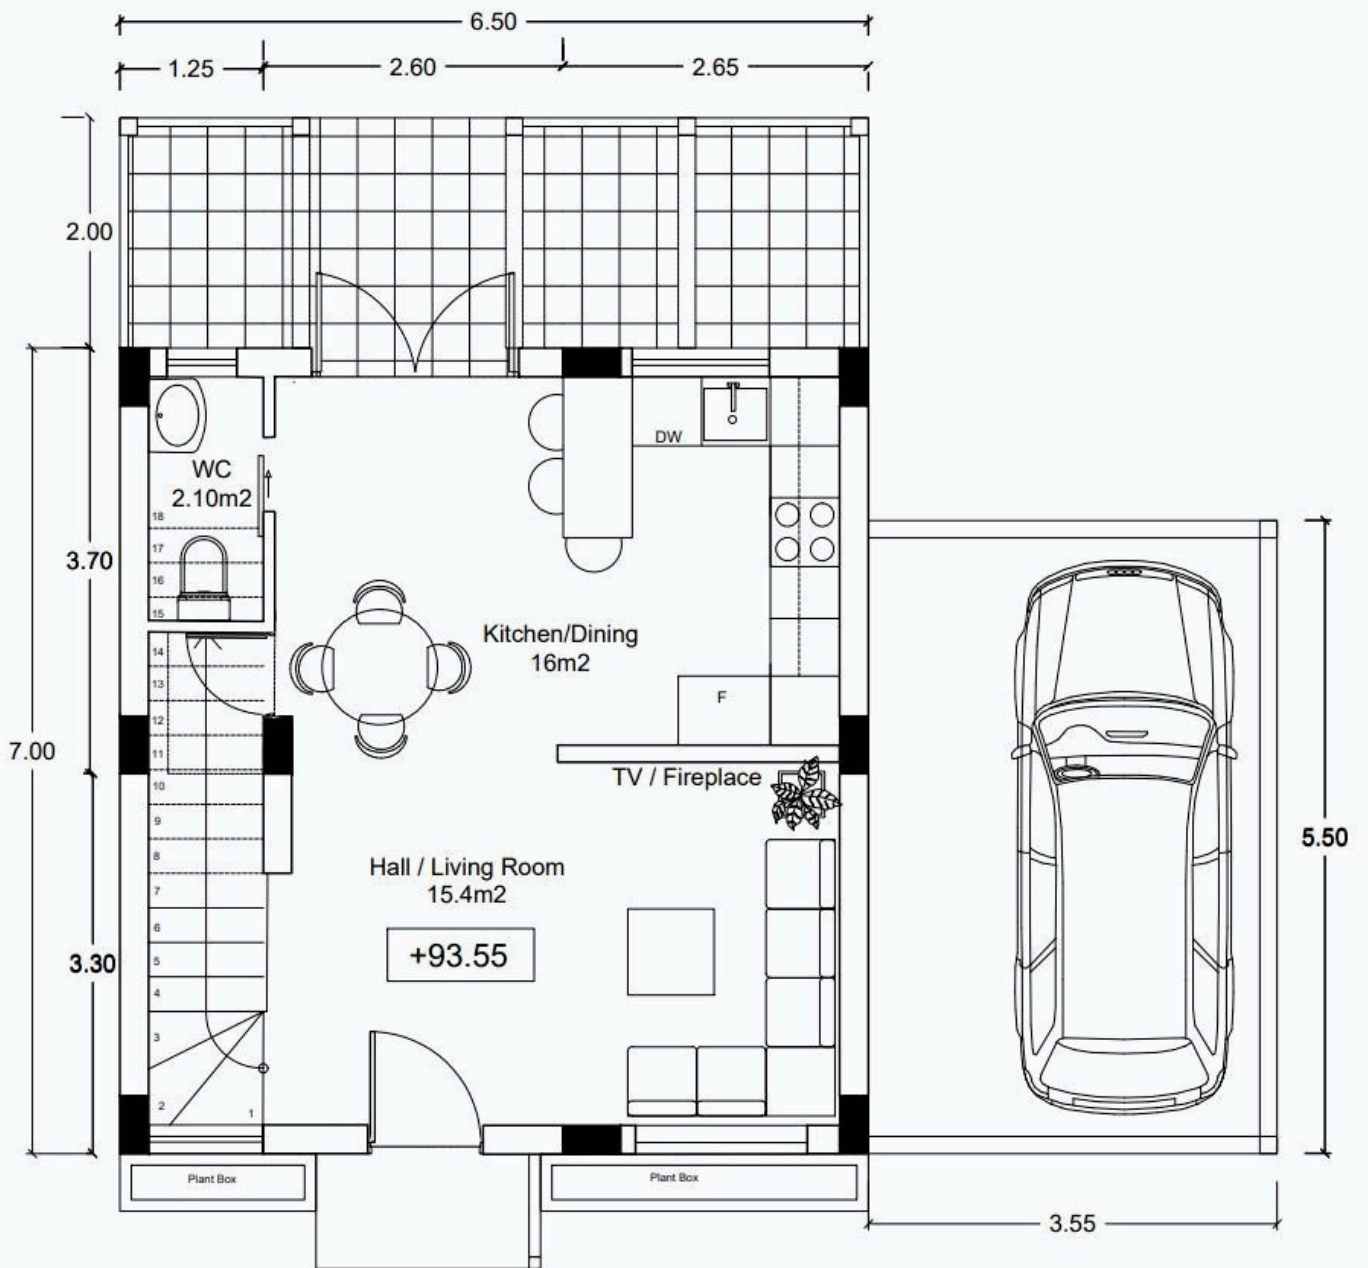 6.50
1.25
2.60
2.65
2.00
DW
WC
2.10m2
18
17
16
15
3.70
Kitchen/Dining
16m2
14
13
12
11
F
7.00
TV / Fireplace
10
9
8
7
6
5
4
3
2
1
Hall / Living Room
15.4m2
+93.55
3.30
5.50
Plant Box
Plant Box
3.55